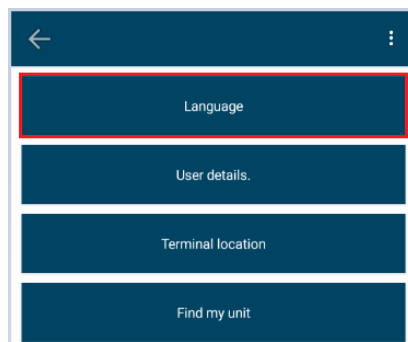 Language
User details.
Terminal location
Find my unit